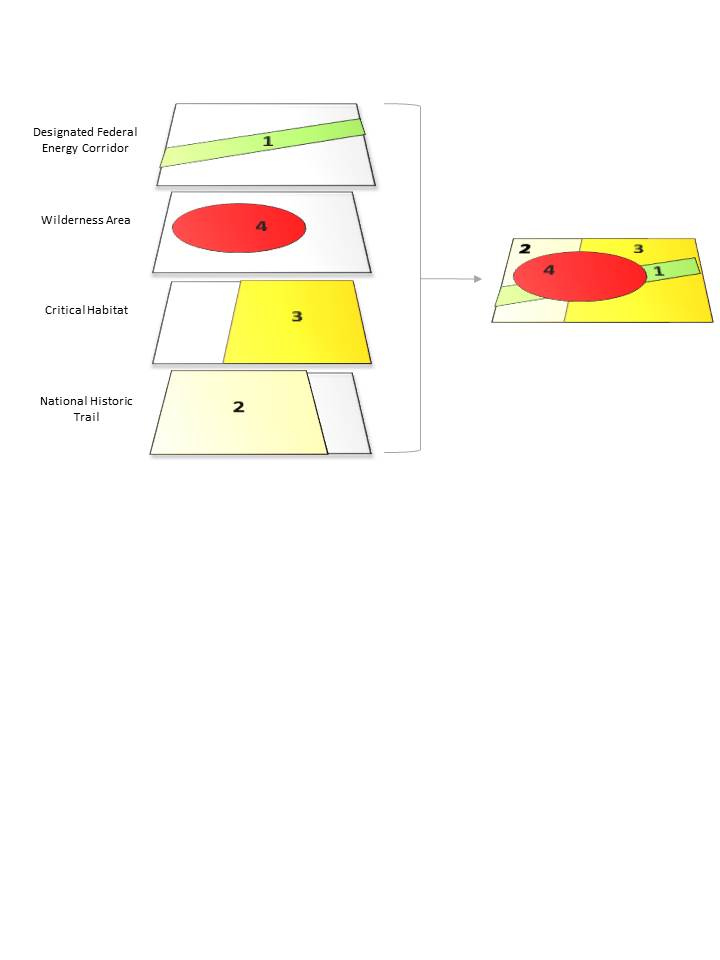 Designated Federal
Energy Corridor
1
Wilderness Area
4
Critical Habitat
3
National Historic
Trail
2
2
3
4
1